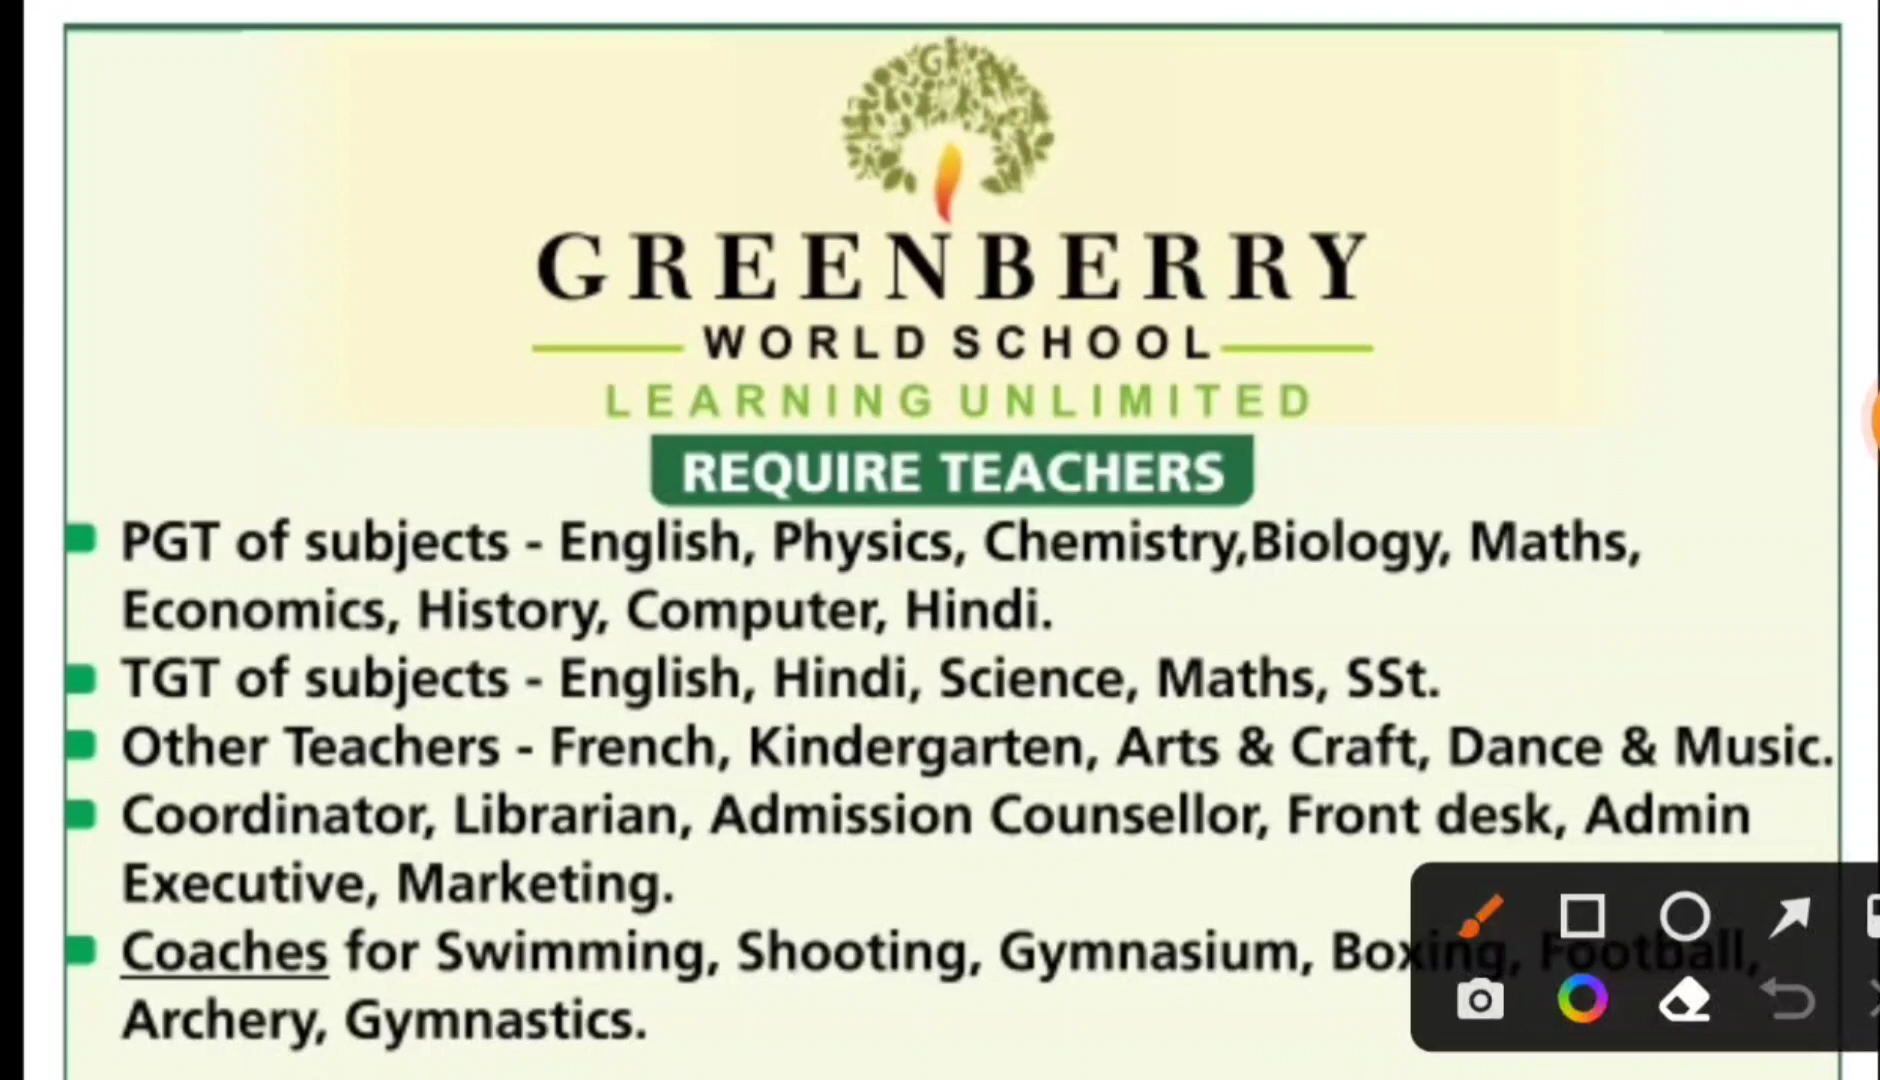 GREENBERRY
WORLD SCHOOL
LEARNING UNLIMITED
REQUIRE TEACHERS
PGT of subjects - English, Physics, Chemistry,Biology, Maths,
Economics, History, Computer, Hindi.
TGT of subjects - English, Hindi, Science, Maths, SSt.
Other Teachers - French, Kindergarten, Arts & Craft, Dance & Music.
Coordinator, Librarian, Admission Counsellor, Front desk, Admin
Executive, Marketing.
Coaches for Swimming, Shooting, Gymnasium, Boxing, Football,
Archery, Gymnastics.